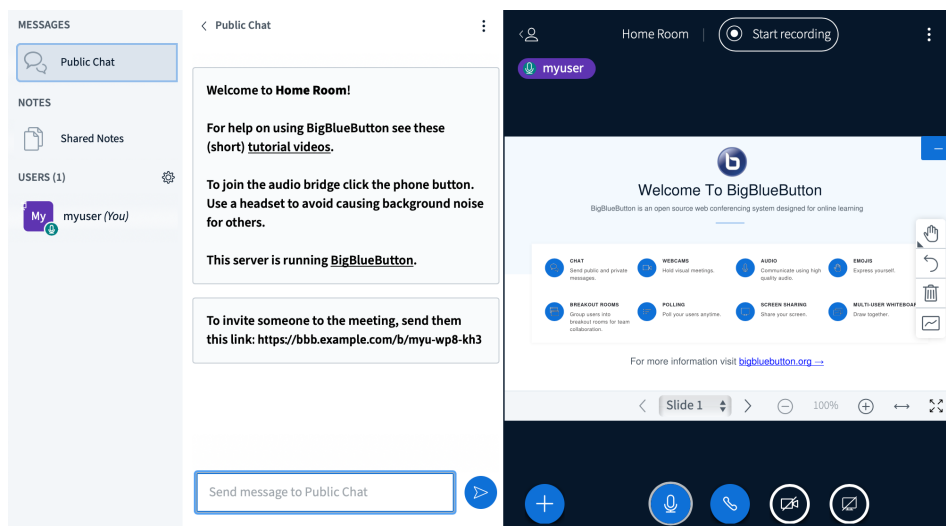 MESSAGES
Public Chat
NOTES
Shared Notes
USERS (1)
My
myuser (You)
Public Chat
Welcome to Home Room!
For help on using BigBlueButton see these
(short) tutorial videos.
To join the audio bridge click the phone button.
Use a headset to avoid causing background noise
for others.
This server is running BigBlueButton.
To invite someone to the meeting, send them
this link: https://bbb.example.com/b/myu-wp8-kh3
Send message to Public Chat
Home Room
Start recording
myuser
b
Welcome To BigBlueButton
BigBlueButton is an open source web conferencing system designed for online learning
CHAT
Send public and private
messages.
WEBCAMS
Hold visual meetings.
AUDIO
Communicate using high
quality audio.
EMOJIS
Express yourself.
BREAKOUT ROOMS
Group users into
breakout rooms for team
collaboration.
POLLING
Poll your users anytime.
SCREEN SHARING
Share your screen.
MULTI-USER WHITEBOAR
Draw together.
For more information visit bigbluebutton.org →
Slide 1
100%